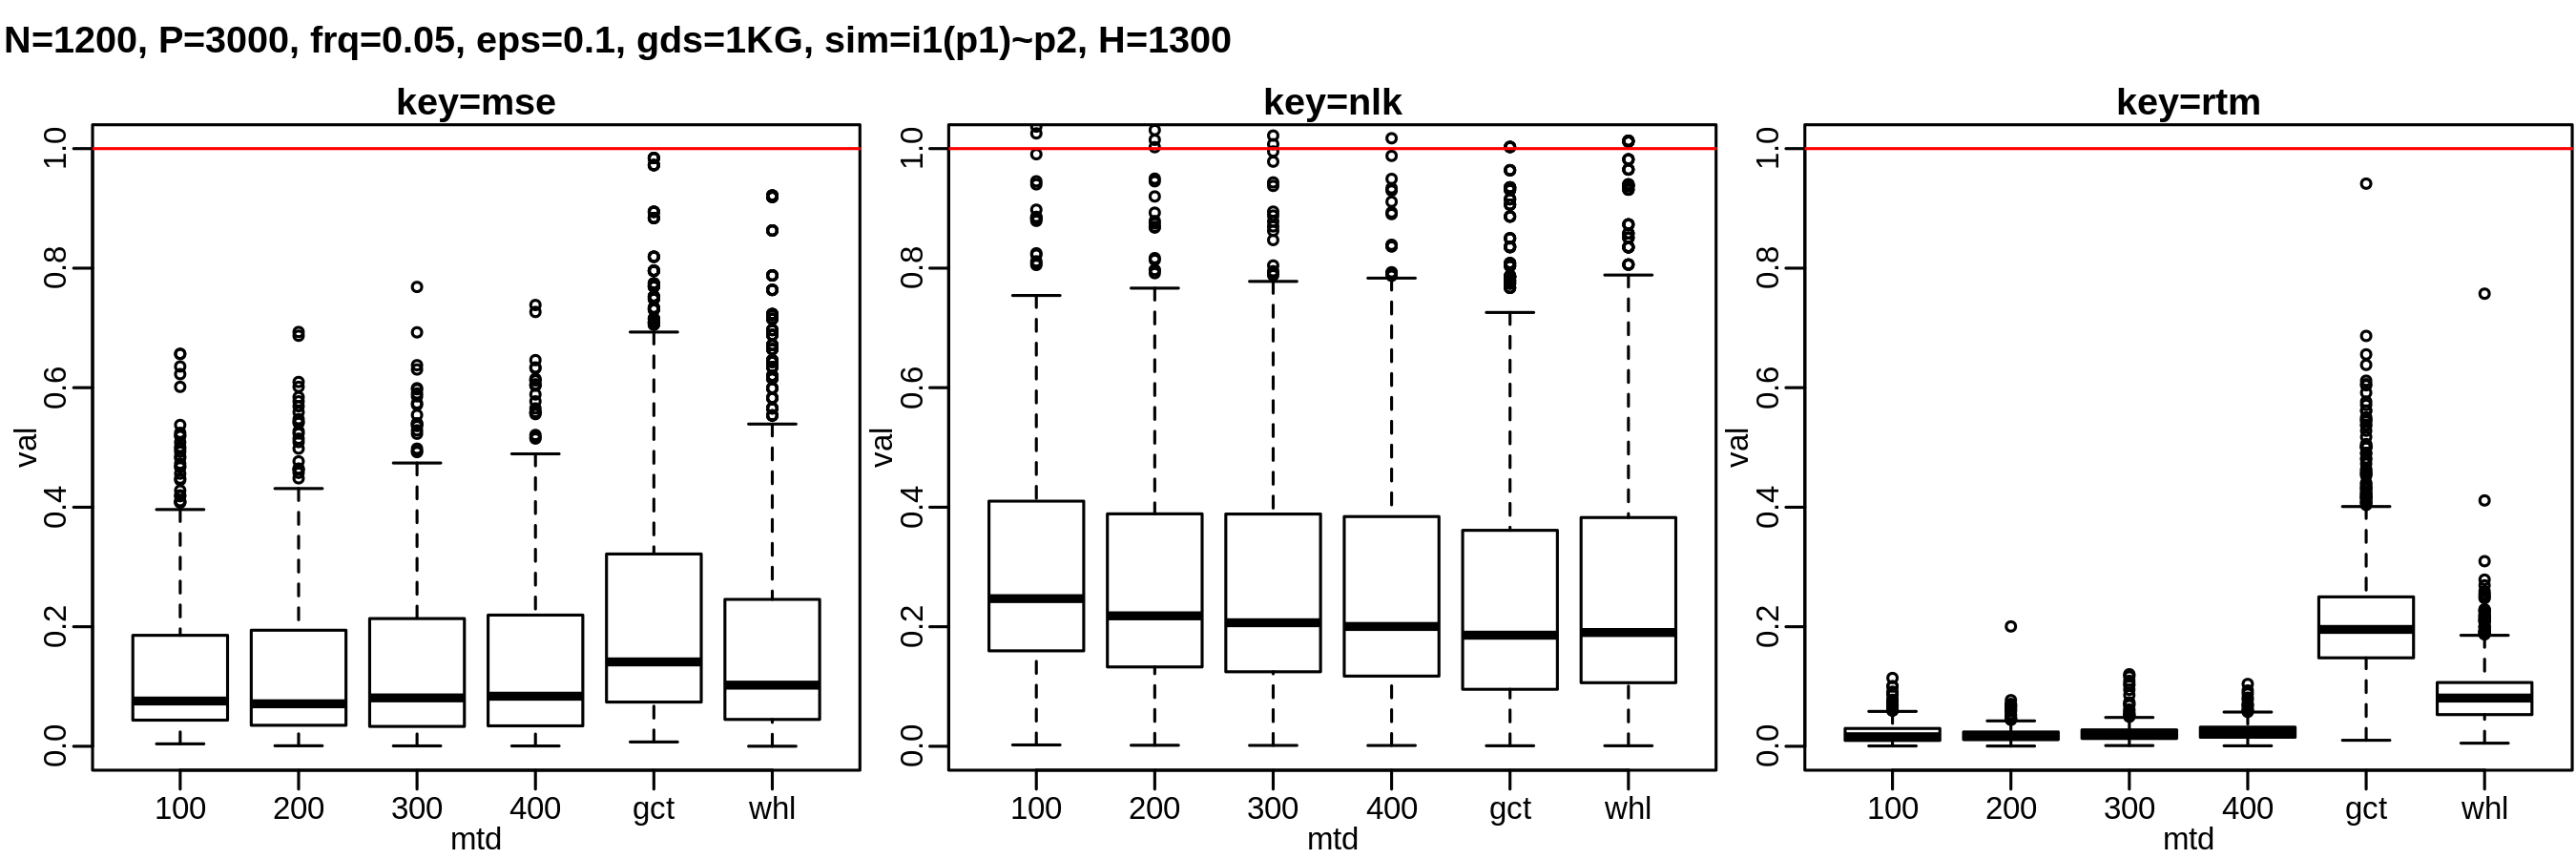 N=1200, P=3000, frq=0.05, eps=0.1, gds=1KG, sim=i1(p1)~p2, H=1300
key=mse
val
1.0
0.8
0.6
0.4
0.2
0.0
100 200 300 400 gct whl
mtd
key=nlk
val
1.0
0.8
0.6
0.4
0.2
0.0
100 200 300 400 gct whl
mtd
key=rtm
val
1.0
0.8
0.6
0.4
0.2
0.0
100 200 300 400 gct whl
mtd